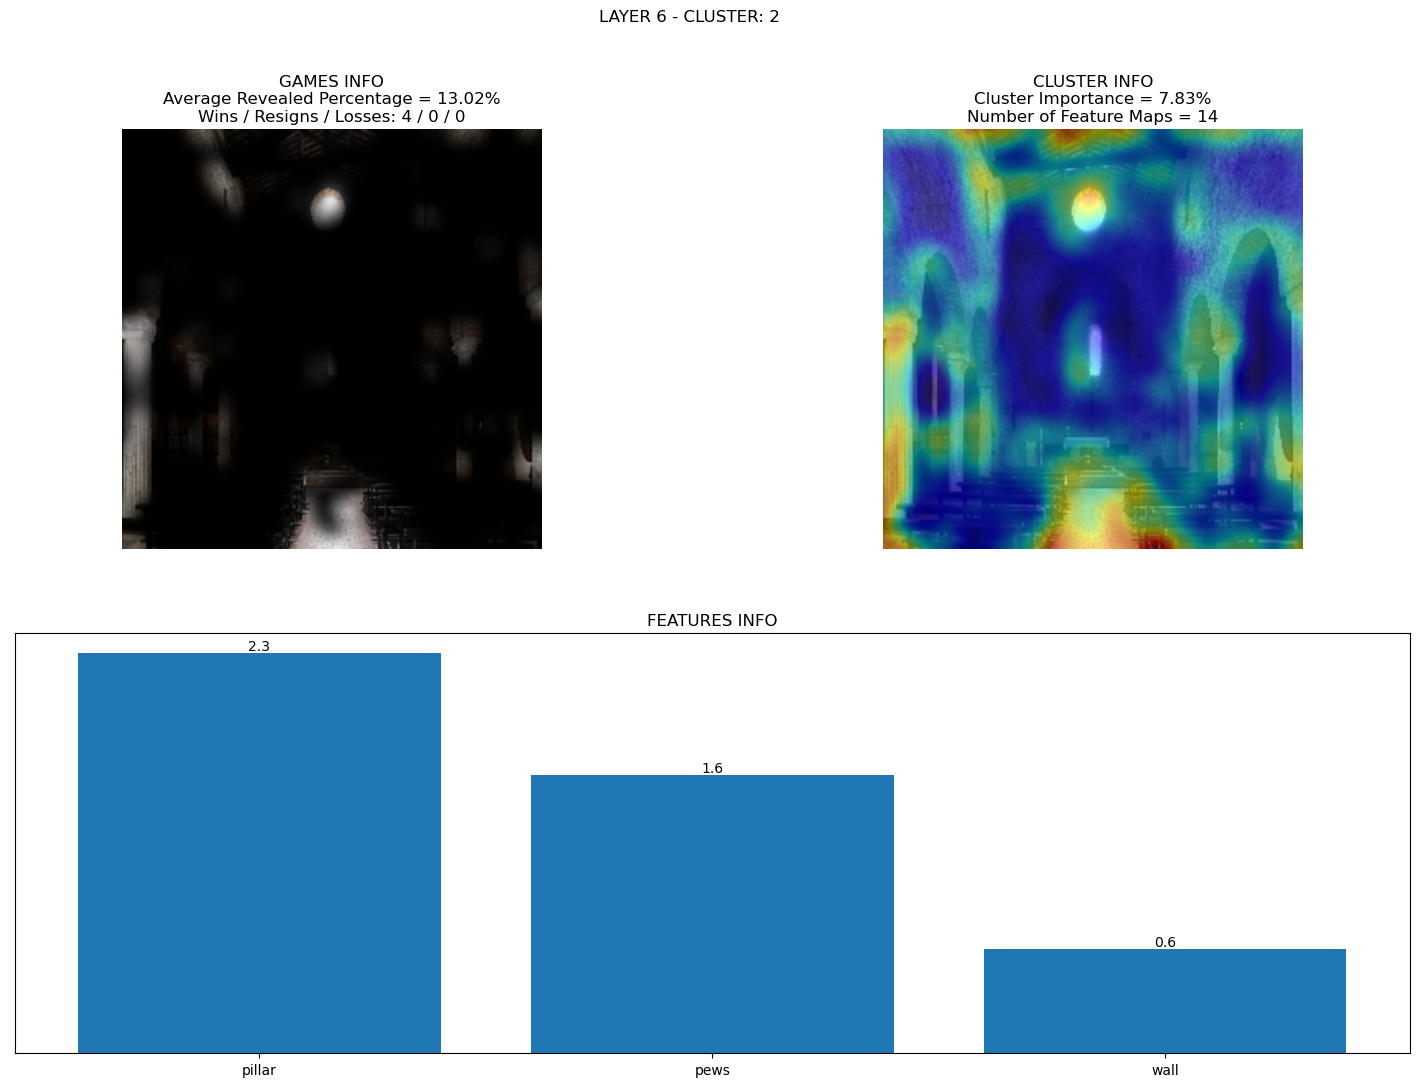 LAYER 6 - CLUSTER: 2
GAMES INFO
Average Revealed Percentage = 13.02%
Wins / Resigns / Losses: 4 / 0 / 0
CLUSTER INFO
Cluster Importance = 7.83%
Number of Feature Maps = 14
FEATURES INFO
2.3
1.6
0.6
pillar
pews
wall